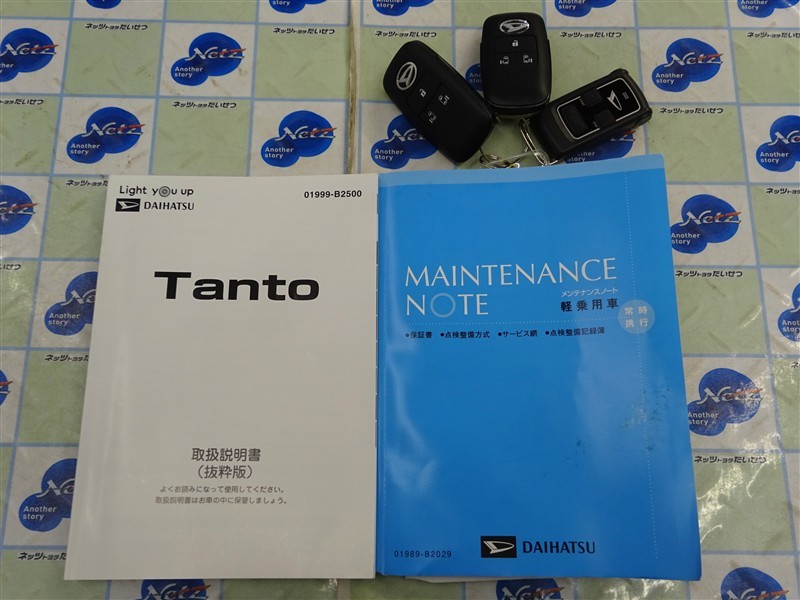 Light you up
DAIHATSU
01999-B2500
Tanto
取扱説明書
(抜粋版)
よくお読みになって使用してください。
取扱説明書はお車の中に保管しましょう。
MAINTENANCE
NOTE
メンテナンスノート
軽乗用車
常時
携行
●保証書 ●点検整備方式 ●サービス網 ●点検整備記録簿
01989-B2029
DAIHATSU
Netz
Another
story
ネッツトヨタだいせつ